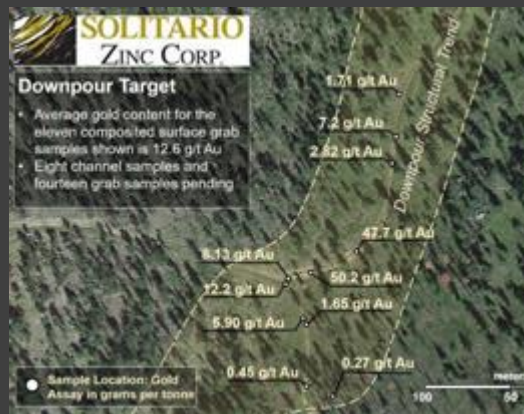 SOLITARIO
ZINC CORP.
Downpour Target
• Average gold content for the
eleven composited surface grab
samples shown is 12.6 g/t Au
• Eight channel samples and
fourteen grab samples pending
1.71 g/t Au
7.2 g/t Au
2.82 g/t Au
Downpour Structural Trend
47.7 g/t Au
8.13 g/t Au
50.2 g/t Au
12.2 g/t Au
1.65 g/t Au
5.90 g/t Au
0.45 g/t Au
0.27 g/t Au
Sample Location: Gold
Assay in grams per tonne
meter
100 50